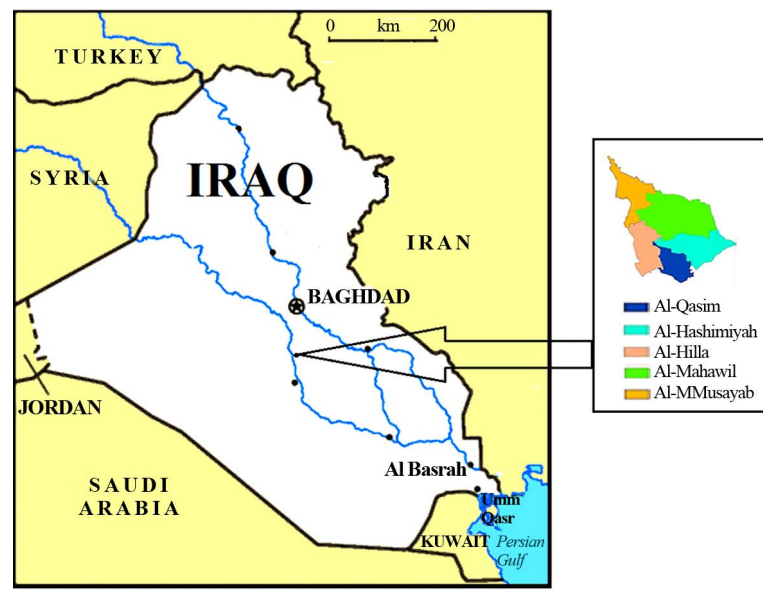 0 km 200
TURKEY
SYRIA
IRAQ
IRAN
BAGHDAD
JORDAN
Al Basrah
SAUDI
ARABIA
Umm
Qasr
KUWAIT
Persian
Gulf
Al-Qasim
Al-Hashimiyah
Al-Hilla
Al-Mahawil
Al-MMusayab